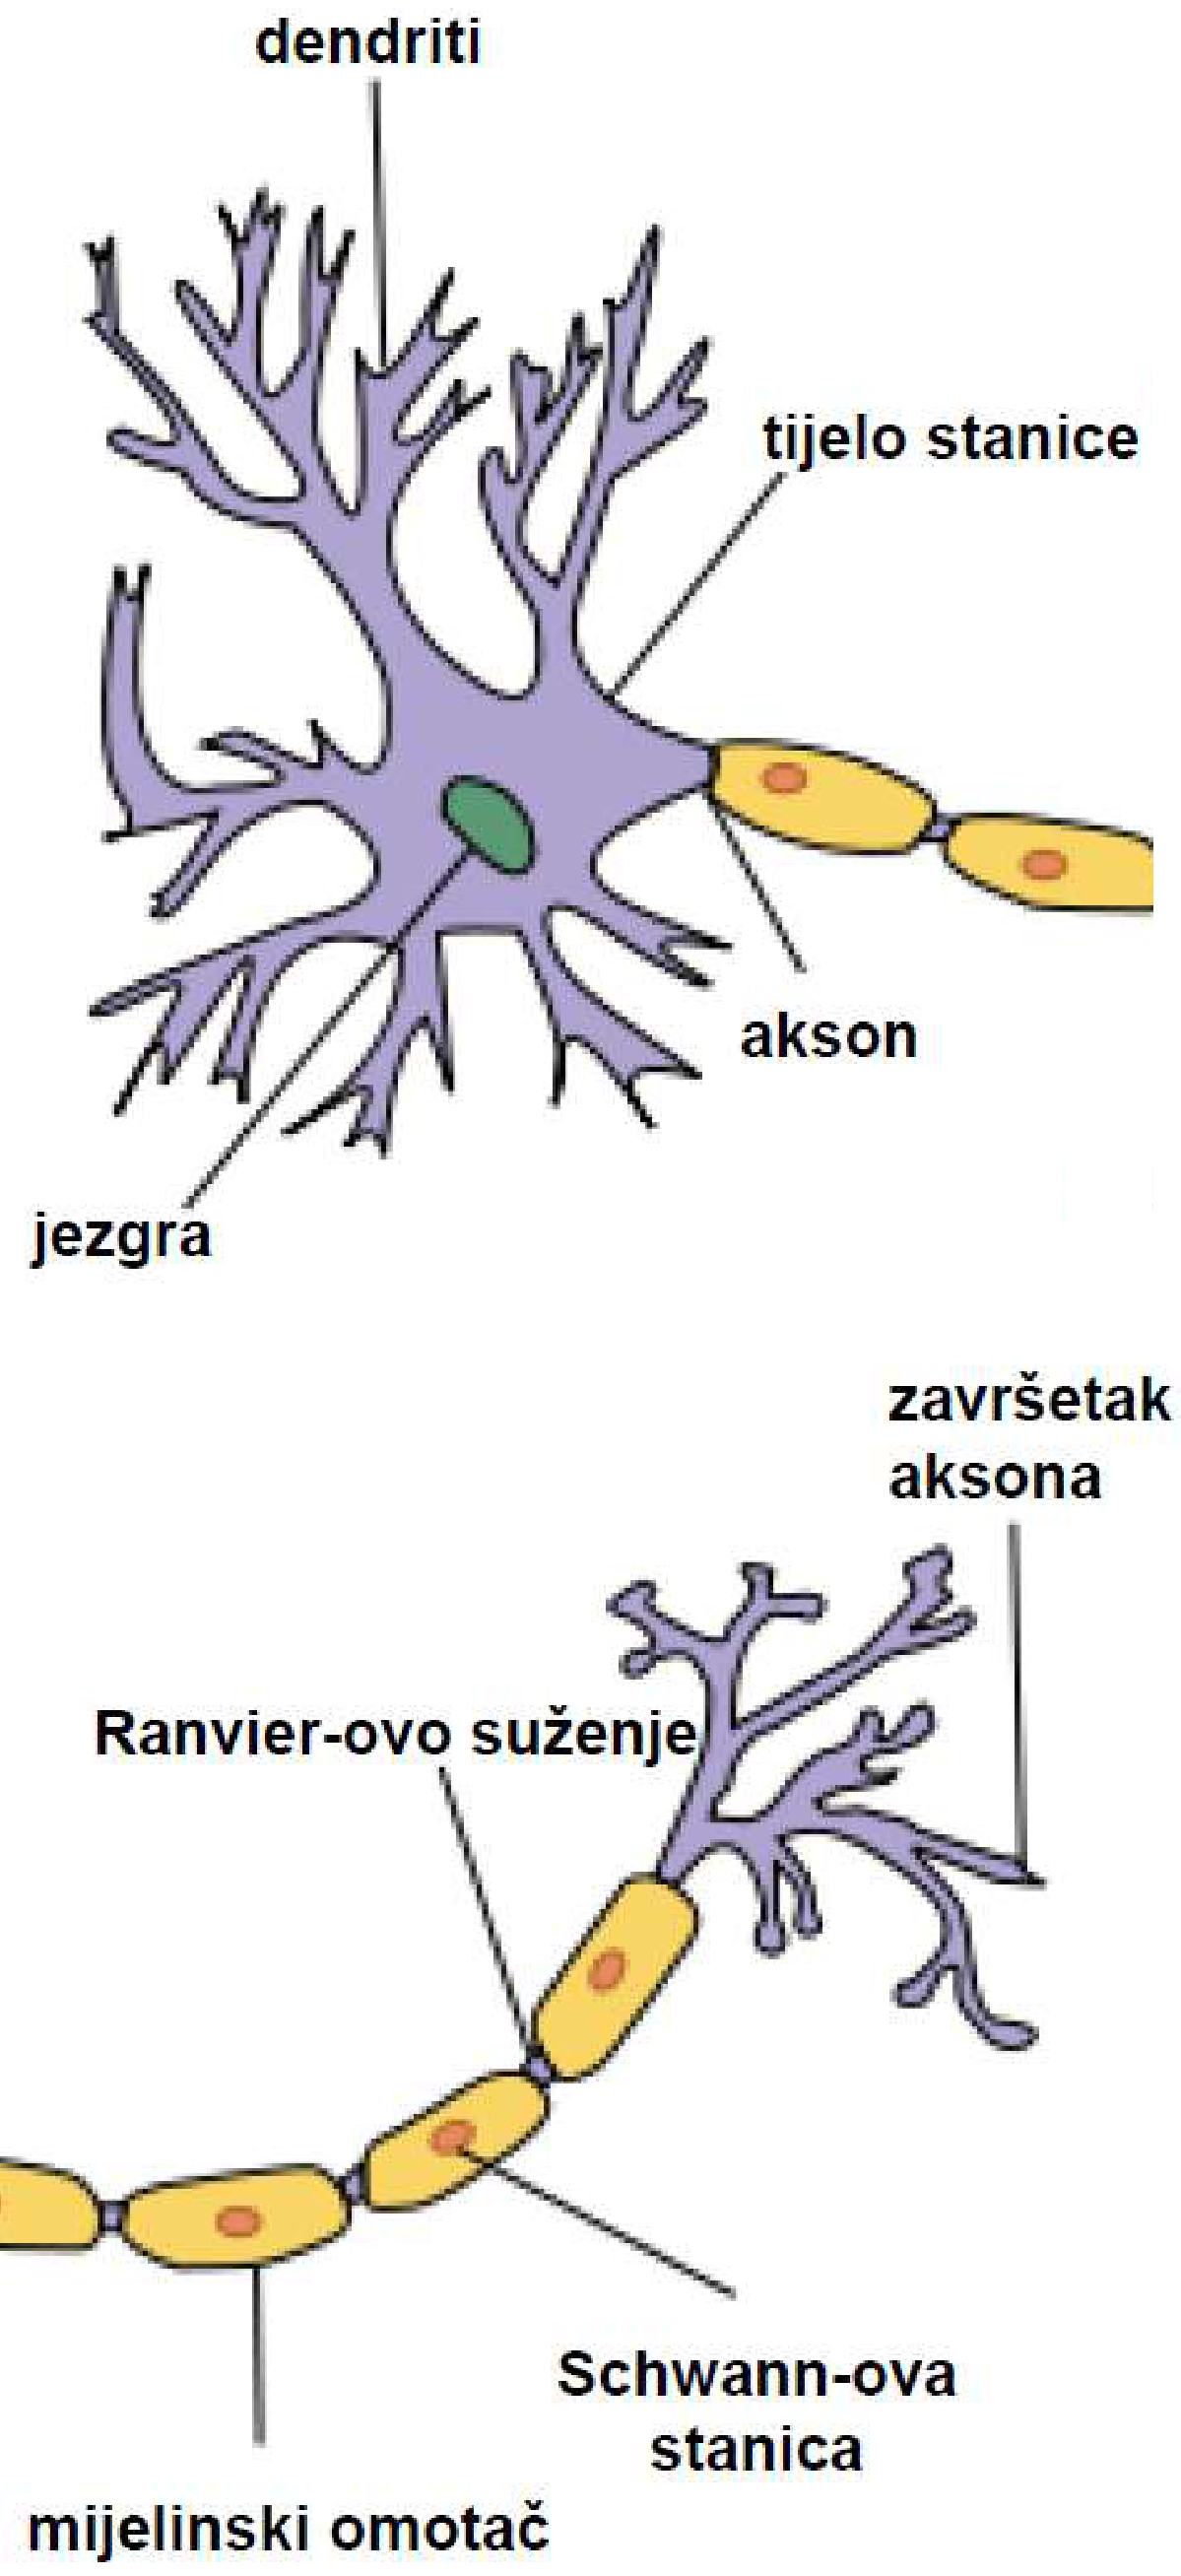 dendriti
tijelo stanice
akson
jezgra
završetak
aksona
Ranvier-ovo suženje
Schwann-ova
stanica
mijelinski omotač